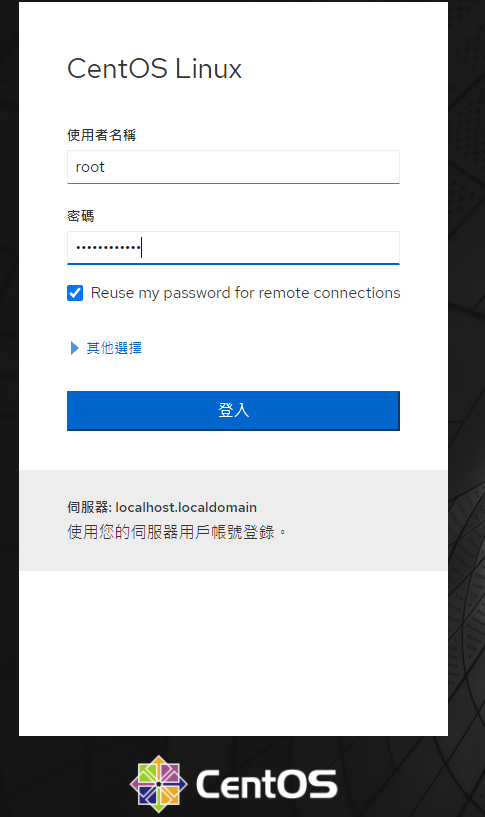 CentOS Linux
使用者名稱
root
密碼
••••••••••••
Reuse my password for remote connections
其他選擇
登入
伺服器: localhost.localdomain
使用您的伺服器用戶帳號登錄。
CentOS